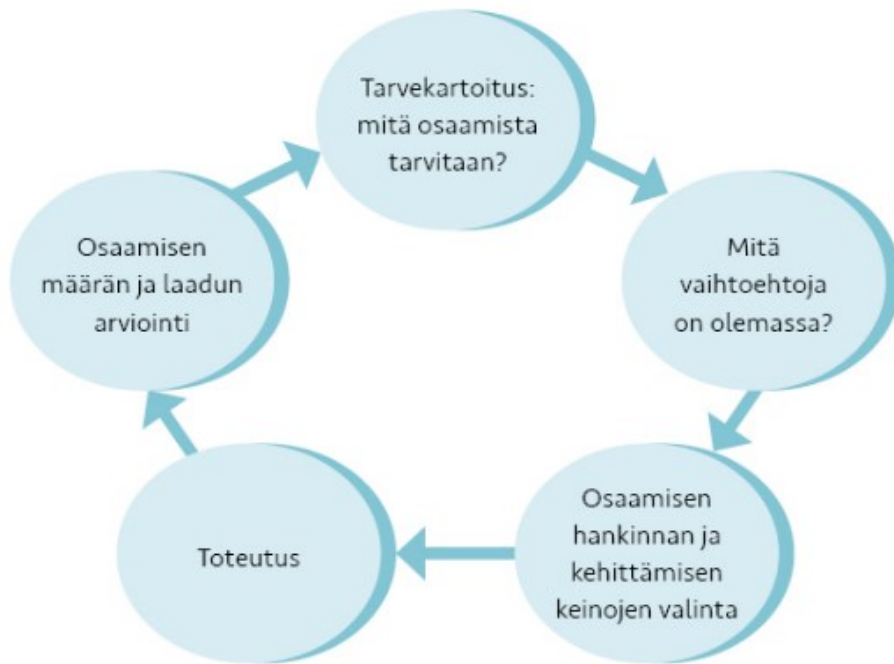 Tarvekartoitus:
mitä osaamista
tarvitaan?
Mitä
vaihtoehtoja
on olemassa?
Osaamisen
hankinnan ja
kehittämisen
keinojen valinta
Toteutus
Osaamisen
määrän ja laadun
arviointi